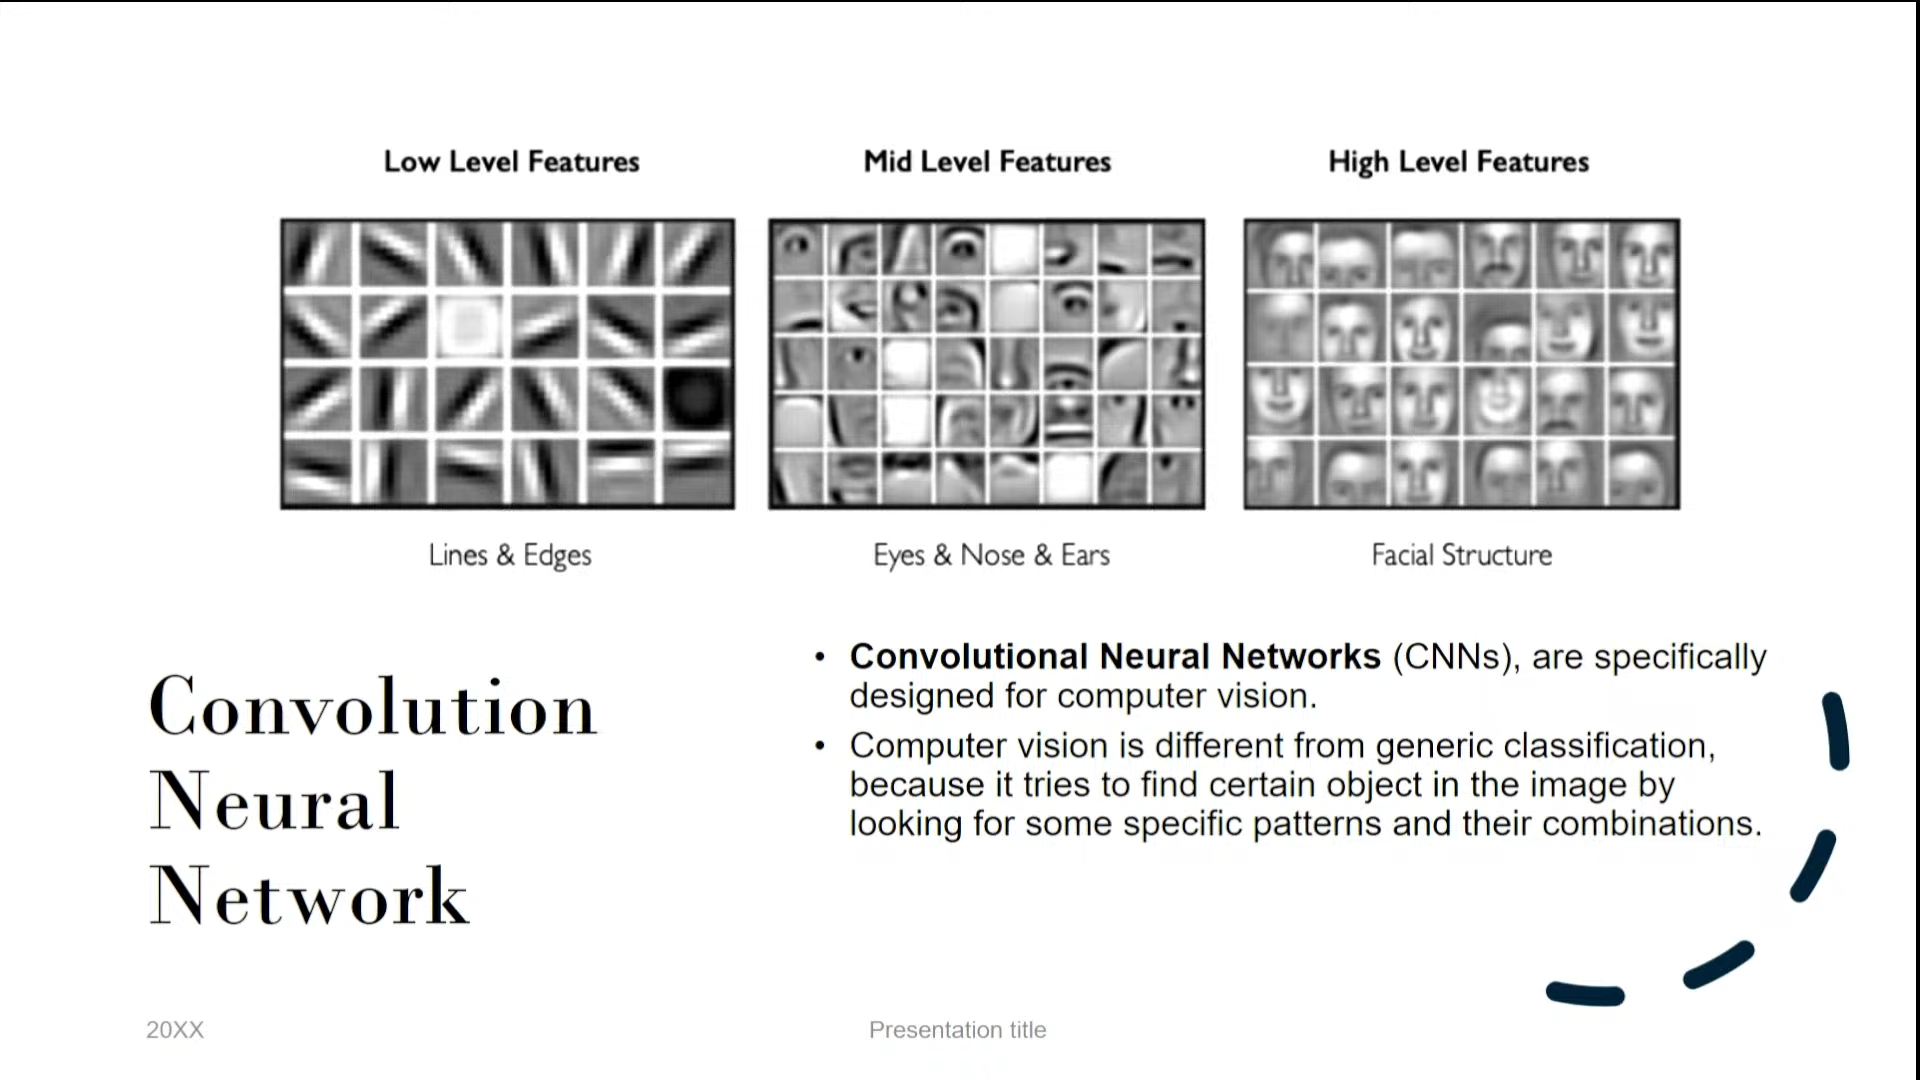 Low Level Features
Mid Level Features
High Level Features
Lines & Edges
Eyes & Nose & Ears
Facial Structure
Convolution
Neural
Network
• Convolutional Neural Networks (CNNs), are specifically
designed for computer vision.
• Computer vision is different from generic classification,
because it tries to find certain object in the image by
looking for some specific patterns and their combinations.
20XX
Presentation title